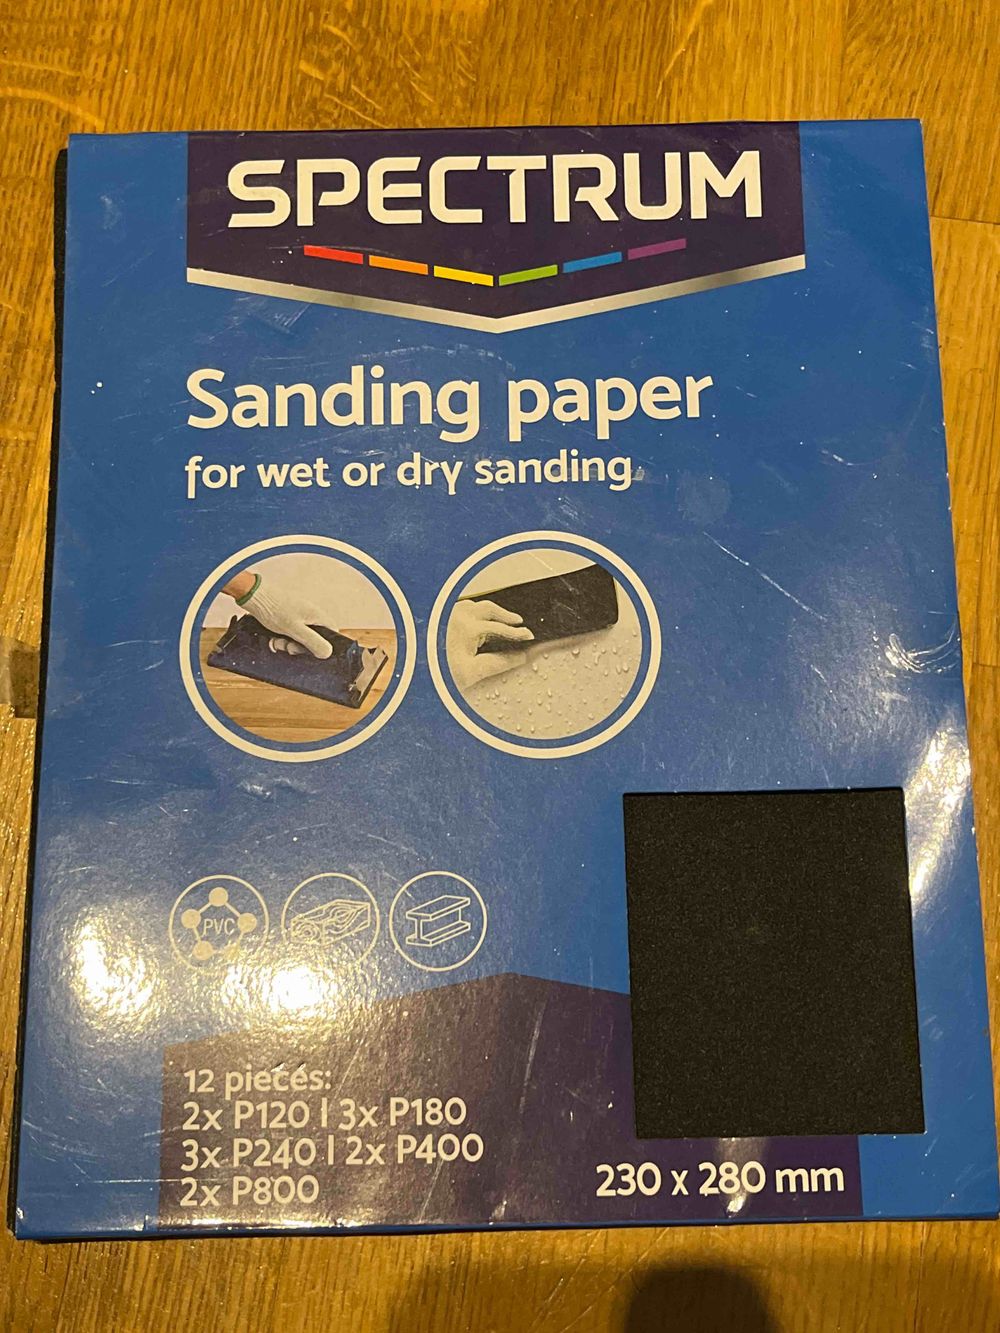 SPECTRUM
Sanding paper
for wet or dry sanding
PVC
12 pieces:
2x P120 | 3x P180
3x P240 | 2x P400
2x P800
230 x 280 mm